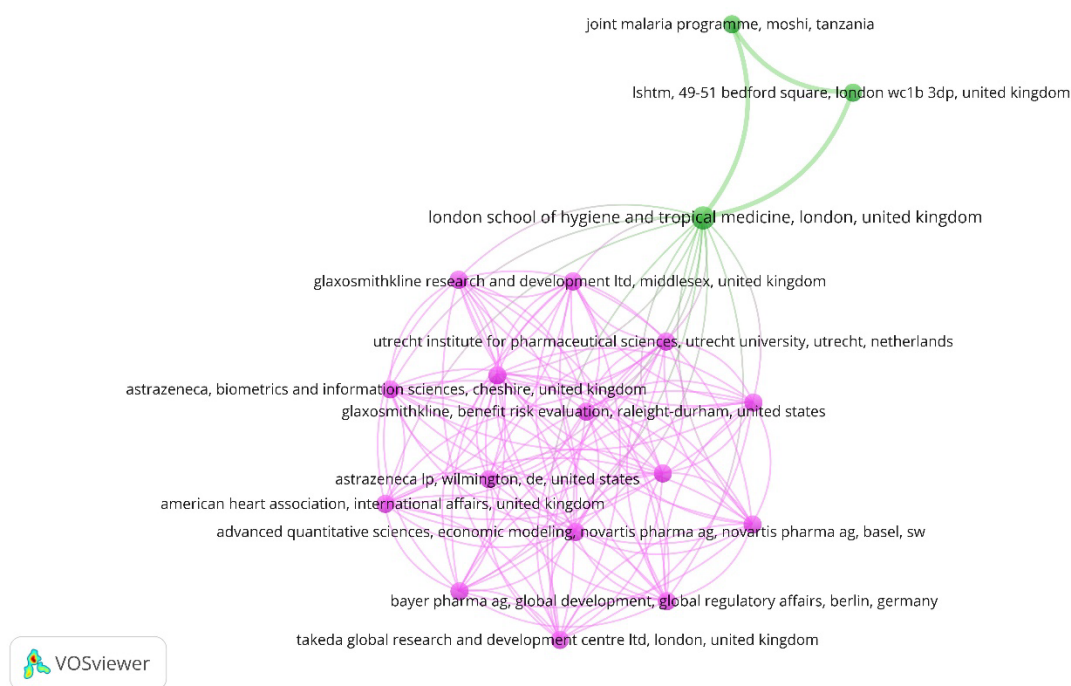 joint malaria programme, moshi, tanzania
lshtm, 49-51 bedford square, london wc1b 3dp, united kingdom
london school of hygiene and tropical medicine, london, united kingdom
glaxosmithkline research and development ltd, middlesex, united kingdom
utrecht institute for pharmaceutical sciences, utrecht university, utrecht, netherlands
astrazeneca, biometrics and information sciences, cheshire, united kingdom
glaxosmithkline, benefit risk evaluation, raleight-durham, united states
astrazeneca lp, wilmington, de, united states
american heart association, international affairs, united kingdom
advanced quantitative sciences, economic modeling, novartis pharma ag, novartis pharma ag, basel, sw
bayer pharma ag, global development, global regulatory affairs, berlin, germany
takeda global research and development centre ltd, london, united kingdom
VOSviewer